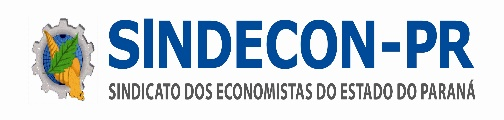 SINDECON-PR
SINDICATO DOS ECONOMISTAS DO ESTADO DO PARANÁ